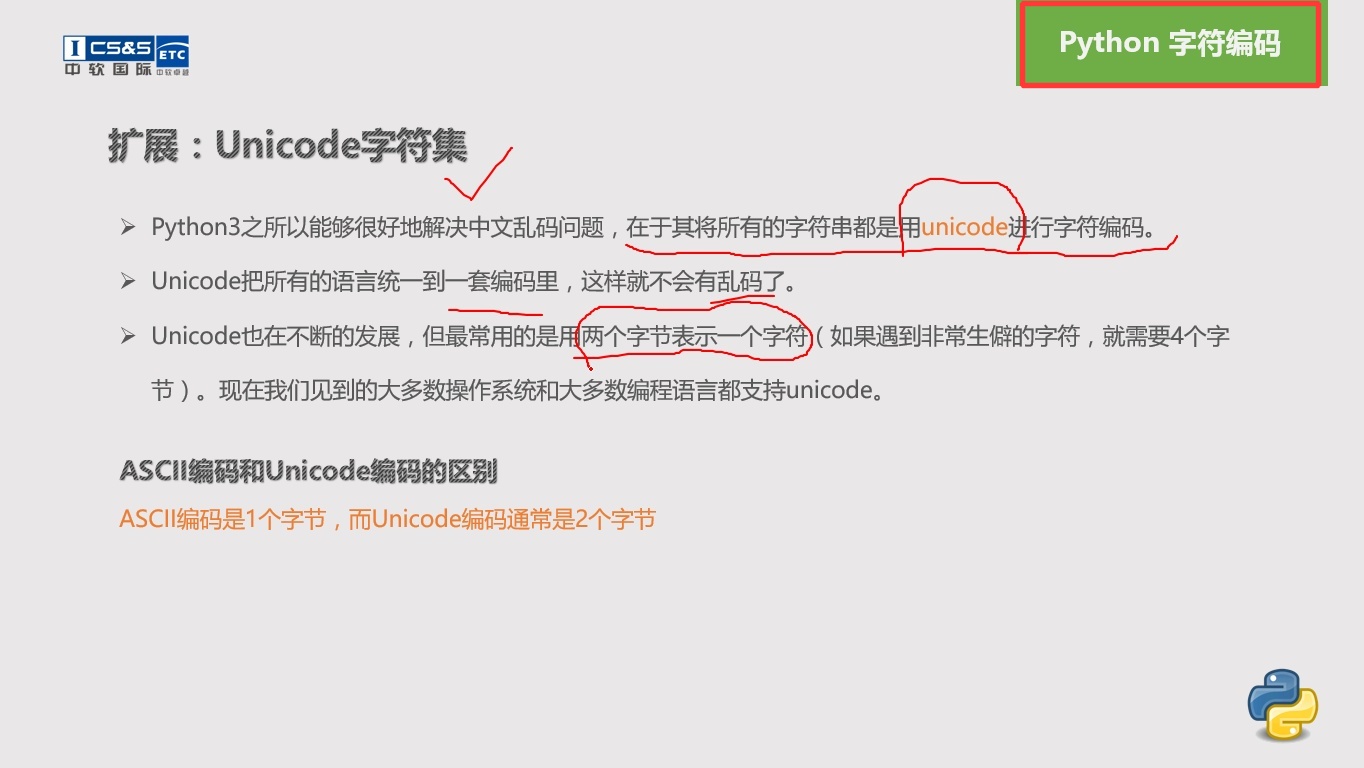 Python 字符编码
I CS&S ETC
中软国际 中软卓越
扩展：Unicode字符集
Python3之所以能够很好地解决中文乱码问题，在于其将所有的字符串都是用unicode进行字符编码。
Unicode把所有的语言统一到一套编码里，这样就不会有乱码了。
Unicode也在不断的发展，但最常用的是用两个字节表示一个字符（如果遇到非常生僻的字符，就需要4个字
节）。现在我们见到的大多数操作系统和大多数编程语言都支持unicode。
ASCII编码和Unicode编码的区别
ASCII编码是1个字节，而Unicode编码通常是2个字节